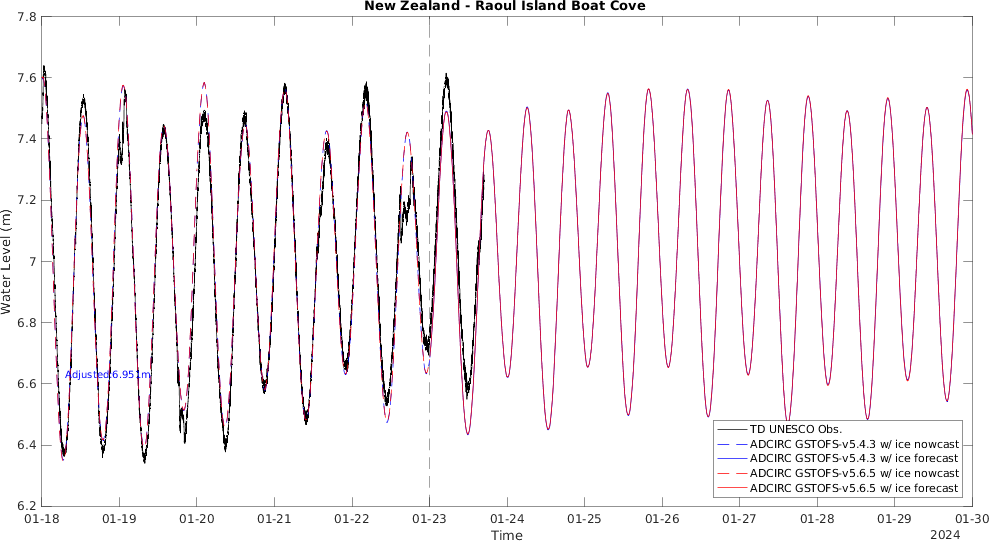 New Zealand - Raoul Island Boat Cove
Water Level (m)
7.8
7.6
7.4
7.2
7
6.8
6.6
6.4
6.2
Adjusted:6.951m
TD UNESCO Obs.
ADCIRC GSTOFS-v5.4.3 w/ ice nowcast
ADCIRC GSTOFS-v5.4.3 w/ ice forecast
ADCIRC GSTOFS-v5.6.5 w/ ice nowcast
ADCIRC GSTOFS-v5.6.5 w/ ice forecast
01-18 01-19 01-20 01-21 01-22 01-23 01-24 01-25 01-26 01-27 01-28 01-29 01-30
Time
2024